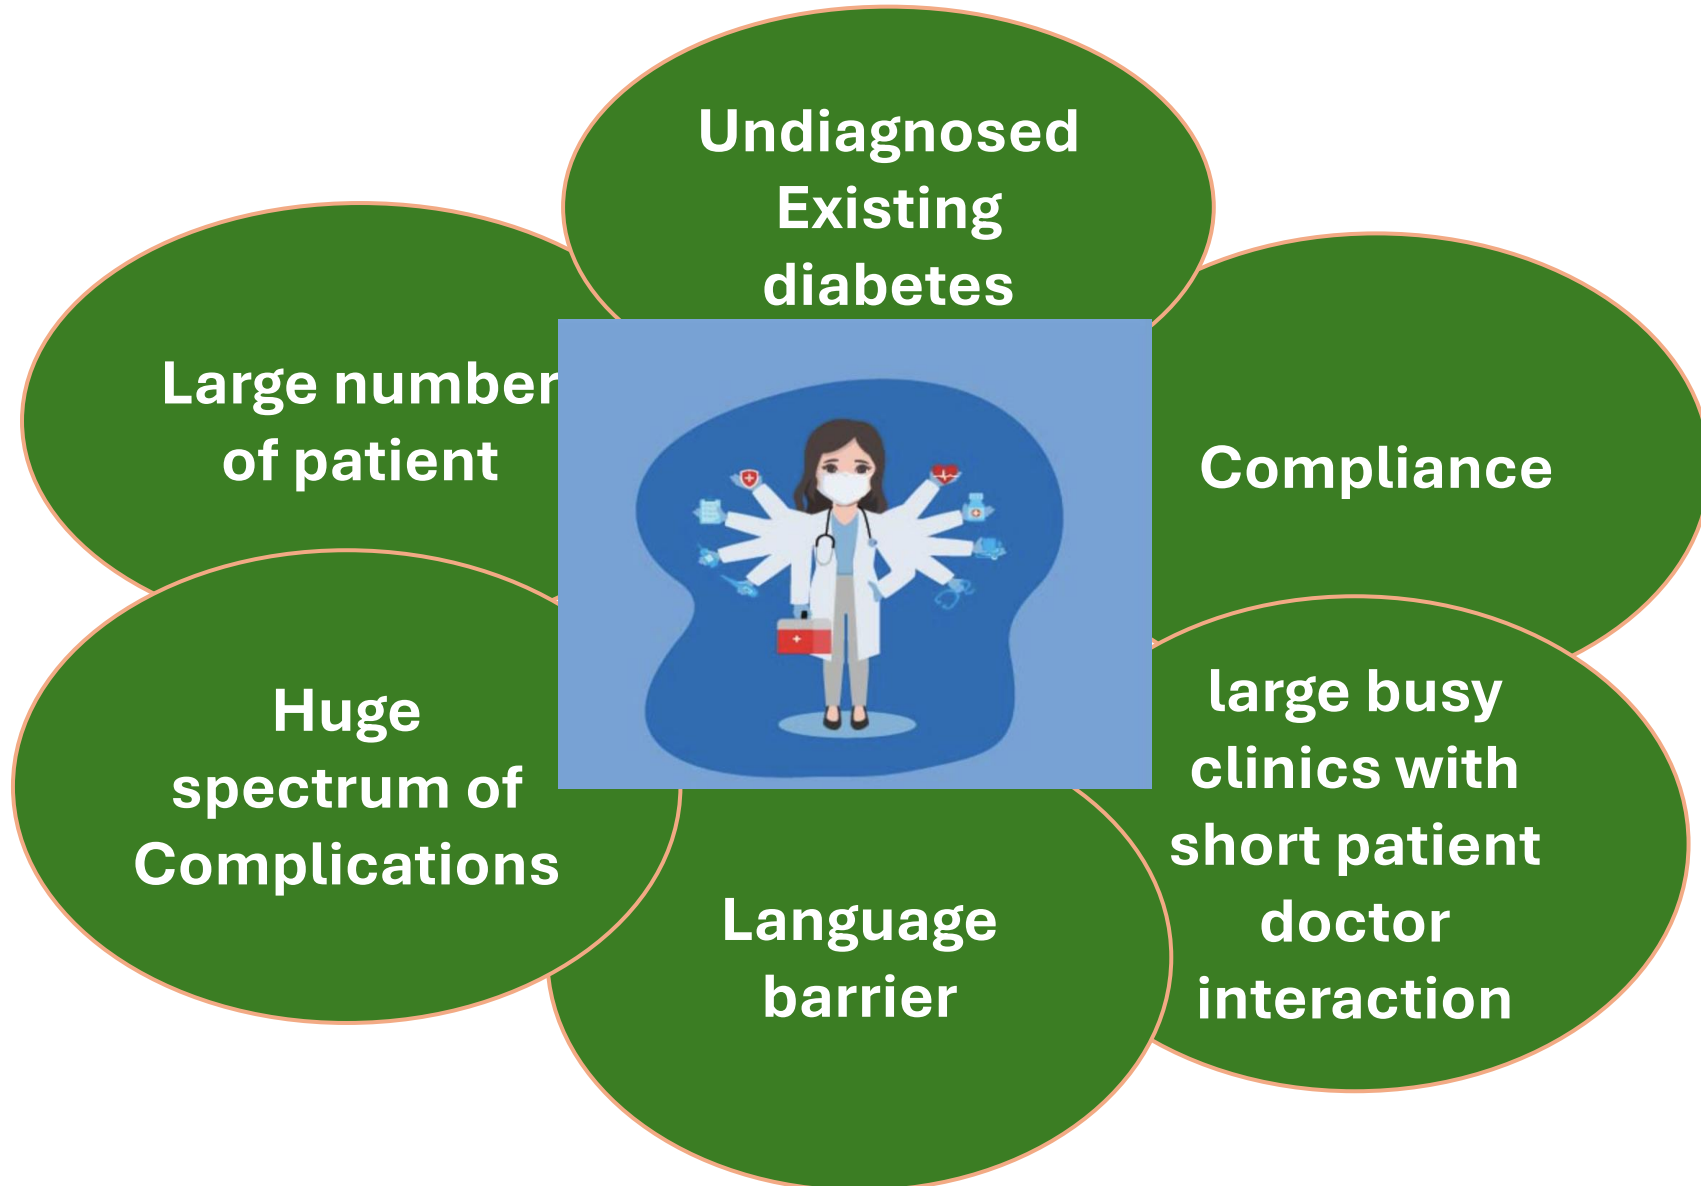 Undiagnosed
Existing
diabetes
Large number
of patient
Compliance
Huge
spectrum of
Complications
large busy
clinics with
short patient
doctor
interaction
Language
barrier